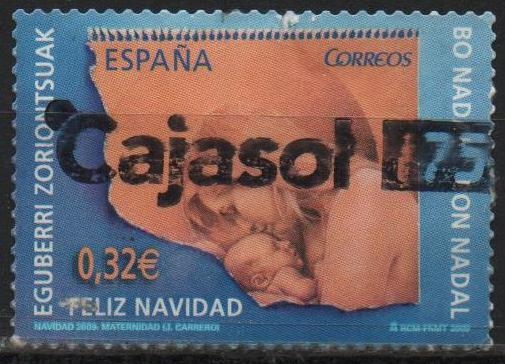 ESPAÑA
CORREOS
Cajasol
75
EGUBERRI ZORIONTSUAK
BO NADAL
BON NADAL
0,32€
FELIZ NAVIDAD
NAVIDAD 2009. MATERNIDAD (J. CARRERO)
RCM-FNMT 2009